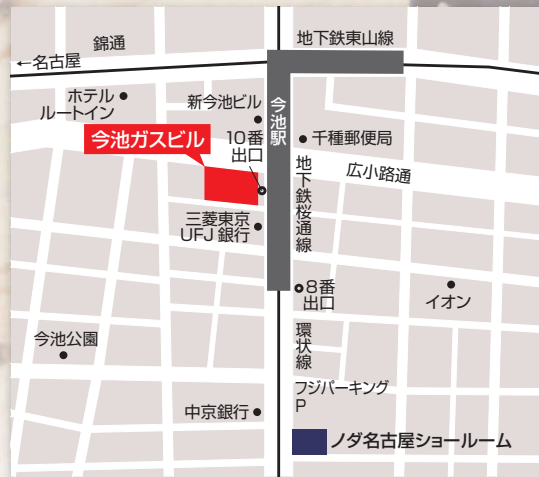 錦通
地下鉄東山線
←名古屋
ホテル
ルートイン
新今池ビル
今池駅
今池ガスビル
10番
出口
千種郵便局
広小路通
地下鉄桜通線
三菱東京
UFJ 銀行
8番
出口
イオン
今池公園
環状線
フジパーキング
P
中京銀行
ノダ名古屋ショールーム